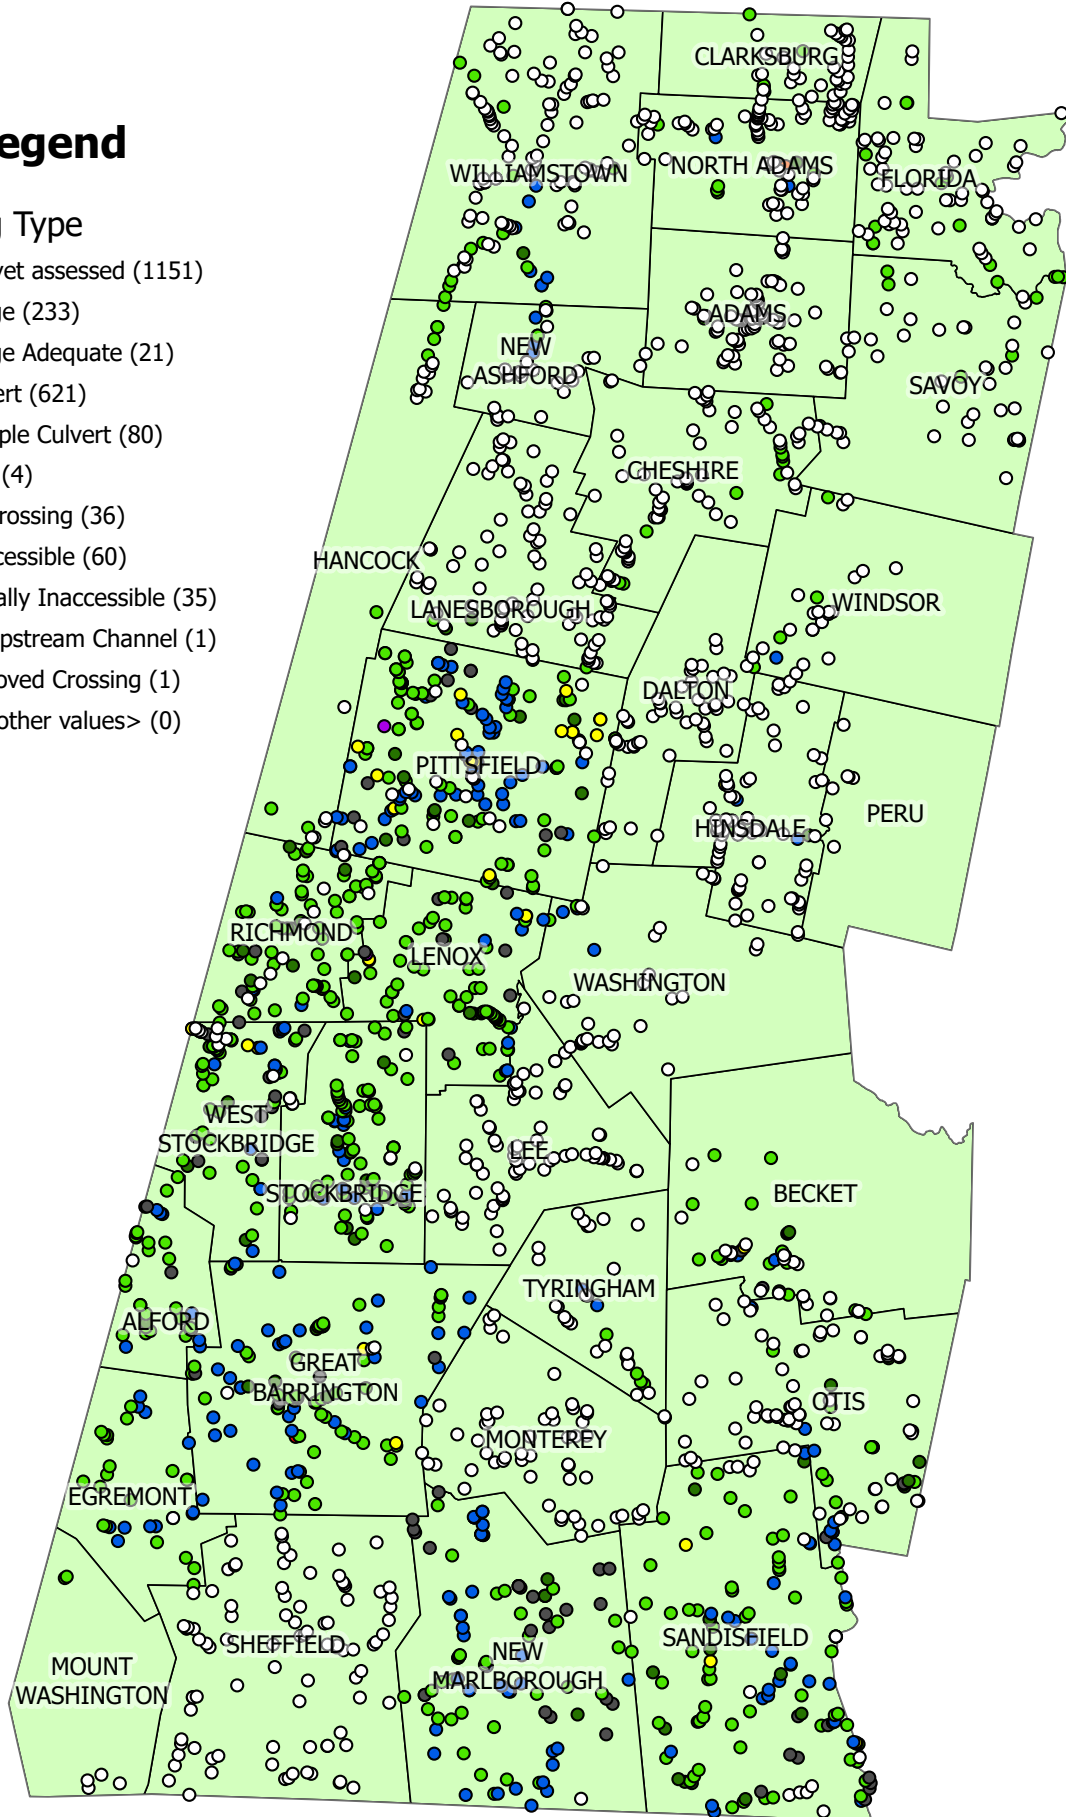 egend
g Type
yet assessed (1151)
ge (233)
ge Adequate (21)
ert (621)
iple Culvert (80)
(4)
rossing (36)
ccessible (60)
ally Inaccessible (35)
pstream Channel (1)
oved Crossing (1)
other values> (0)
CLARKSBURG
WILLIAMSTOWN
NORTH ADAMS
FLORIDA
ADAMS
NEW
ASHFORD
SAVOY
CHESHIRE
HANCOCK
LANESBOROUGH
WINDSOR
DALTON
PITTSFIELD
PERU
HINSDALE
RICHMOND
LENOX
WASHINGTON
WEST
STOCKBRIDGE
LEE
STOCKBRIDGE
BECKET
TYRINGHAM
ALFORD
GREAT
BARRINGTON
OTIS
MONTEREY
EGREMONT
SHEFFIELD
SANDISFIELD
NEW
MARLBOROUGH
MOUNT
WASHINGTON